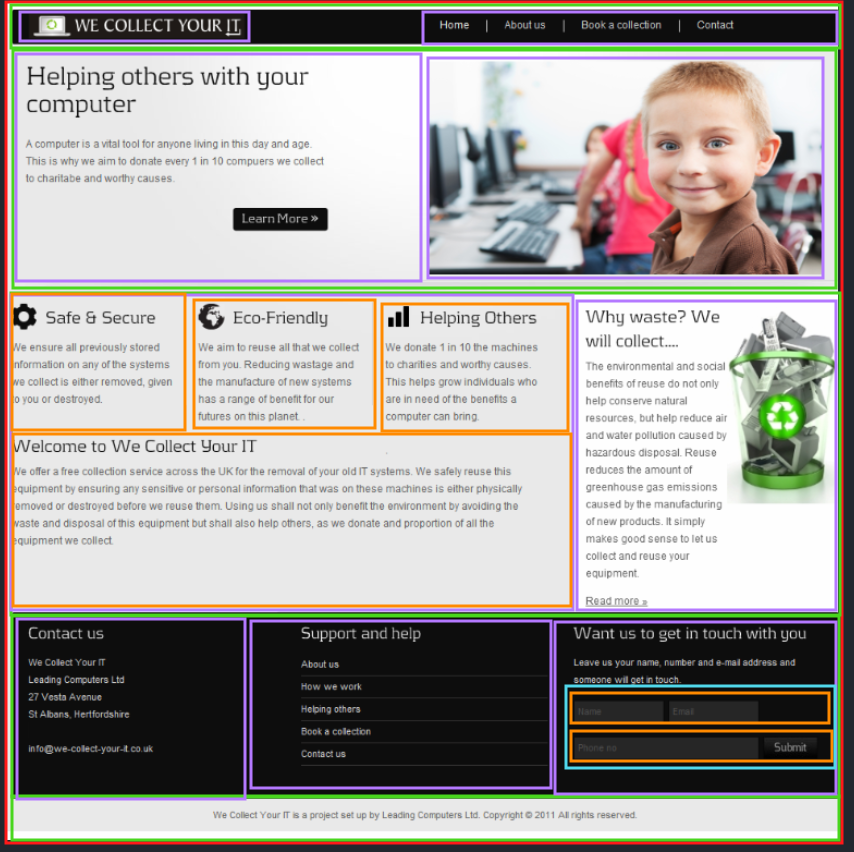 WE COLLECT YOUR IT
Home | About us | Book a collection | Contact
Helping others with your
computer
A computer is a vital tool for anyone living in this day and age.
This is why we aim to donate every 1 in 10 compuers we collect
to charitabe and worthy causes.
Learn More »
Safe & Secure
We ensure all previously stored
information on any of the systems
we collect is either removed, given
to you or destroyed.
Eco-Friendly
We aim to reuse all that we collect
from you. Reducing wastage and
the manufacture of new systems
has a range of benefit for our
futures on this planet. .
Helping Others
We donate 1 in 10 the machines
to charities and worthy causes.
This helps grow individuals who
are in need of the benefits a
computer can bring.
Welcome to We Collect Your IT
We offer a free collection service across the UK for the removal of your old IT systems. We safely reuse this
equipment by ensuring any sensitive or personal information that was on these machines is either physically
removed or destroyed before we reuse them. Using us shall not only benefit the environment by avoiding the
waste and disposal of this equipment but shall also help others, as we donate and proportion of all the
equipment we collect.
Why waste? We
will collect....
The environmental and social
benefits of reuse do not only
help conserve natural
resources, but help reduce air
and water pollution caused by
hazardous disposal. Reuse
reduces the amount of
greenhouse gas emissions
caused by the manufacturing
of new products. It simply
makes good sense to let us
collect and reuse your
equipment.
Read more »
Contact us
We Collect Your IT
Leading Computers Ltd
27 Vesta Avenue
St Albans, Hertfordshire
info@we-collect-your-it.co.uk
Support and help
About us
How we work
Helping others
Book a collection
Contact us
Want us to get in touch with you
Leave us your name, number and e-mail address and
someone will get in touch.
Name
Email
Phone no
Submit
We Collect Your IT is a project set up by Leading Computers Ltd. Copyright © 2011 All rights reserved.